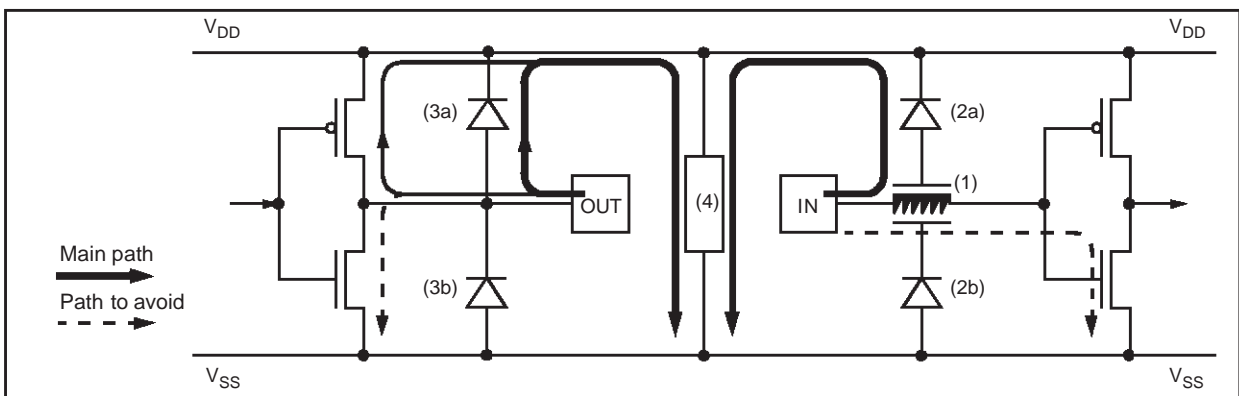 VDD
VDD
(3a)
(2a)
(1)
OUT
(4)
IN
Main path
(3b)
(2b)
Path to avoid
VSS
VSS